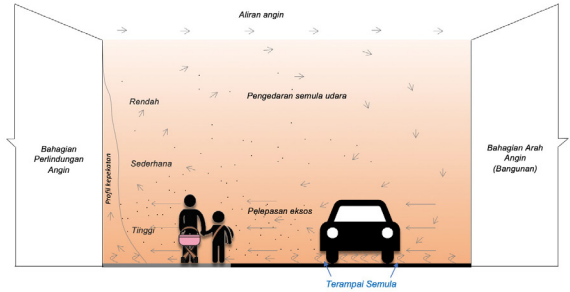 Aliran angin
Rendah
Pengedaran semula udara
Bahagian
Perlindungan
Angin
Profil kepekatan
Sederhana
Bahagian Arah
Angin
(Bangunan)
Pelepasan eksos
Tinggi
Terampai Semula